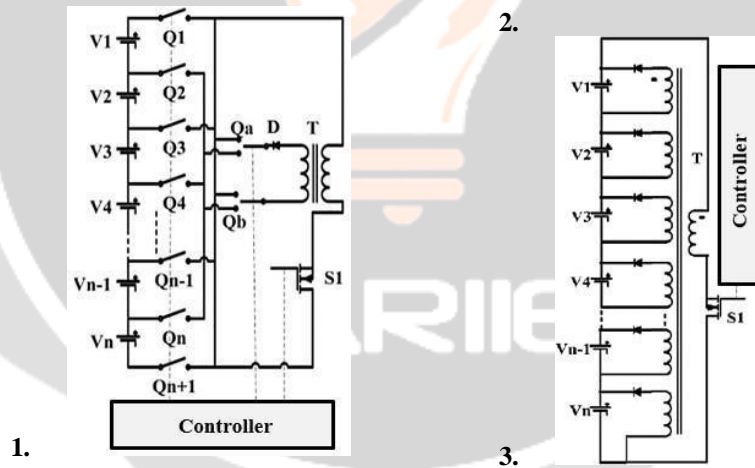 V1
Q1
V2
Q2
V3
Q3
Qa
D
T
V4
Q4
Qb
Vn-1
Qn-1
S1
Vn
Qn
Qn+1
Controller
1.
2.
V1
V2
T
Controller
V3
V4
S1
Vn-1
Vn
3.
ARIIE